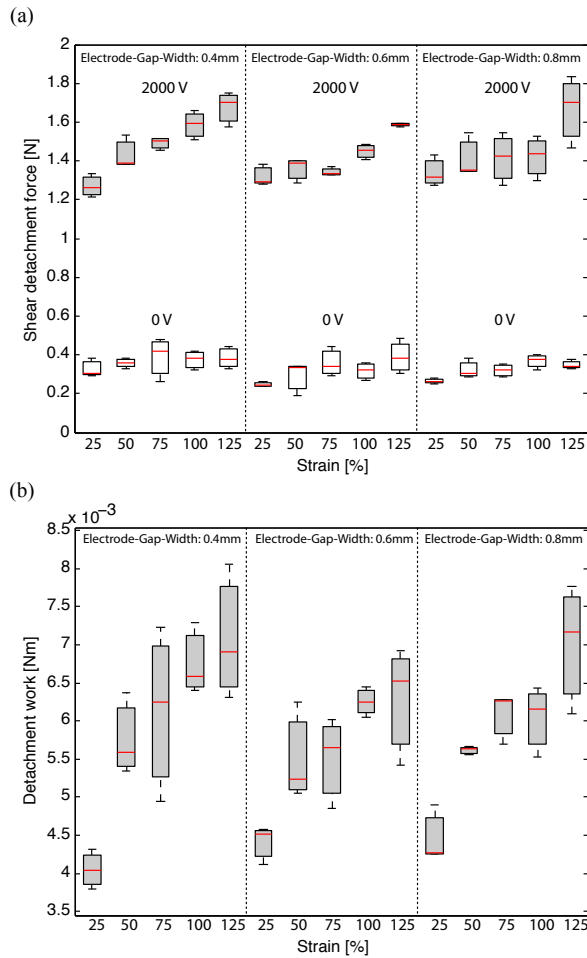 (a)
2
Electrode-Gap-Width: 0.4mm Electrode-Gap-Width: 0.6mm Electrode-Gap-Width: 0.8mm
2000 V 2000 V 2000 V
1.8
1.6
1.4
1.2
1
0.8
0.6
0.4
0.2
0
Shear detachment force [N]
0 V 0 V 0 V
25 50 75 100 125 25 50 75 100 125 25 50 75 100 125
Strain [%]
(b)
x 10⁻³
8.5
Electrode-Gap-Width: 0.4mm Electrode-Gap-Width: 0.6mm Electrode-Gap-Width: 0.8mm
8
7.5
7
6.5
6
5.5
5
4.5
4
3.5
Detachment work [Nm]
25 50 75 100 125 25 50 75 100 125 25 50 75 100 125
Strain [%]